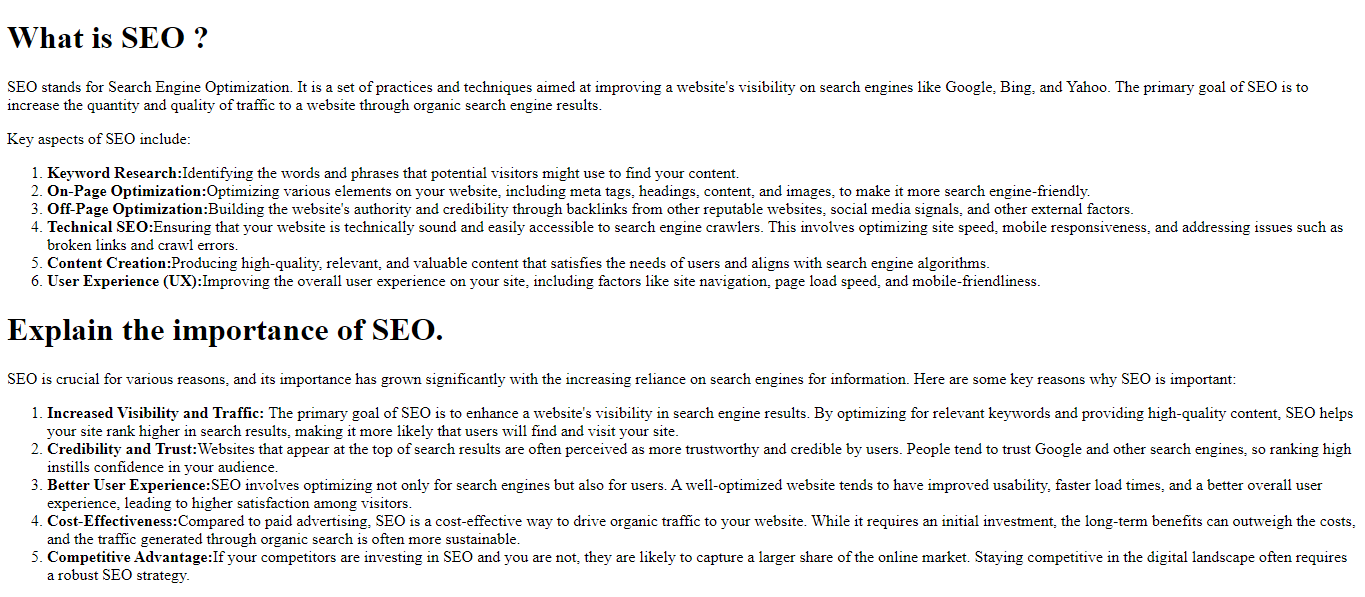 What is SEO ?
SEO stands for Search Engine Optimization. It is a set of practices and techniques aimed at improving a website's visibility on search engines like Google, Bing, and Yahoo. The primary goal of SEO is to
increase the quantity and quality of traffic to a website through organic search engine results.
Key aspects of SEO include:
1. Keyword Research:Identifying the words and phrases that potential visitors might use to find your content.
2. On-Page Optimization:Optimizing various elements on your website, including meta tags, headings, content, and images, to make it more search engine-friendly.
3. Off-Page Optimization:Building the website's authority and credibility through backlinks from other reputable websites, social media signals, and other external factors.
4. Technical SEO:Ensuring that your website is technically sound and easily accessible to search engine crawlers. This involves optimizing site speed, mobile responsiveness, and addressing issues such as
broken links and crawl errors.
5. Content Creation:Producing high-quality, relevant, and valuable content that satisfies the needs of users and aligns with search engine algorithms.
6. User Experience (UX):Improving the overall user experience on your site, including factors like site navigation, page load speed, and mobile-friendliness.
Explain the importance of SEO.
SEO is crucial for various reasons, and its importance has grown significantly with the increasing reliance on search engines for information. Here are some key reasons why SEO is important:
1. Increased Visibility and Traffic: The primary goal of SEO is to enhance a website's visibility in search engine results. By optimizing for relevant keywords and providing high-quality content, SEO helps
your site rank higher in search results, making it more likely that users will find and visit your site.
2. Credibility and Trust:Websites that appear at the top of search results are often perceived as more trustworthy and credible by users. People tend to trust Google and other search engines, so ranking high
instills confidence in your audience.
3. Better User Experience:SEO involves optimizing not only for search engines but also for users. A well-optimized website tends to have improved usability, faster load times, and a better overall user
experience, leading to higher satisfaction among visitors.
4. Cost-Effectiveness:Compared to paid advertising, SEO is a cost-effective way to drive organic traffic to your website. While it requires an initial investment, the long-term benefits can outweigh the costs,
and the traffic generated through organic search is often more sustainable.
5. Competitive Advantage:If your competitors are investing in SEO and you are not, they are likely to capture a larger share of the online market. Staying competitive in the digital landscape often requires
a robust SEO strategy.